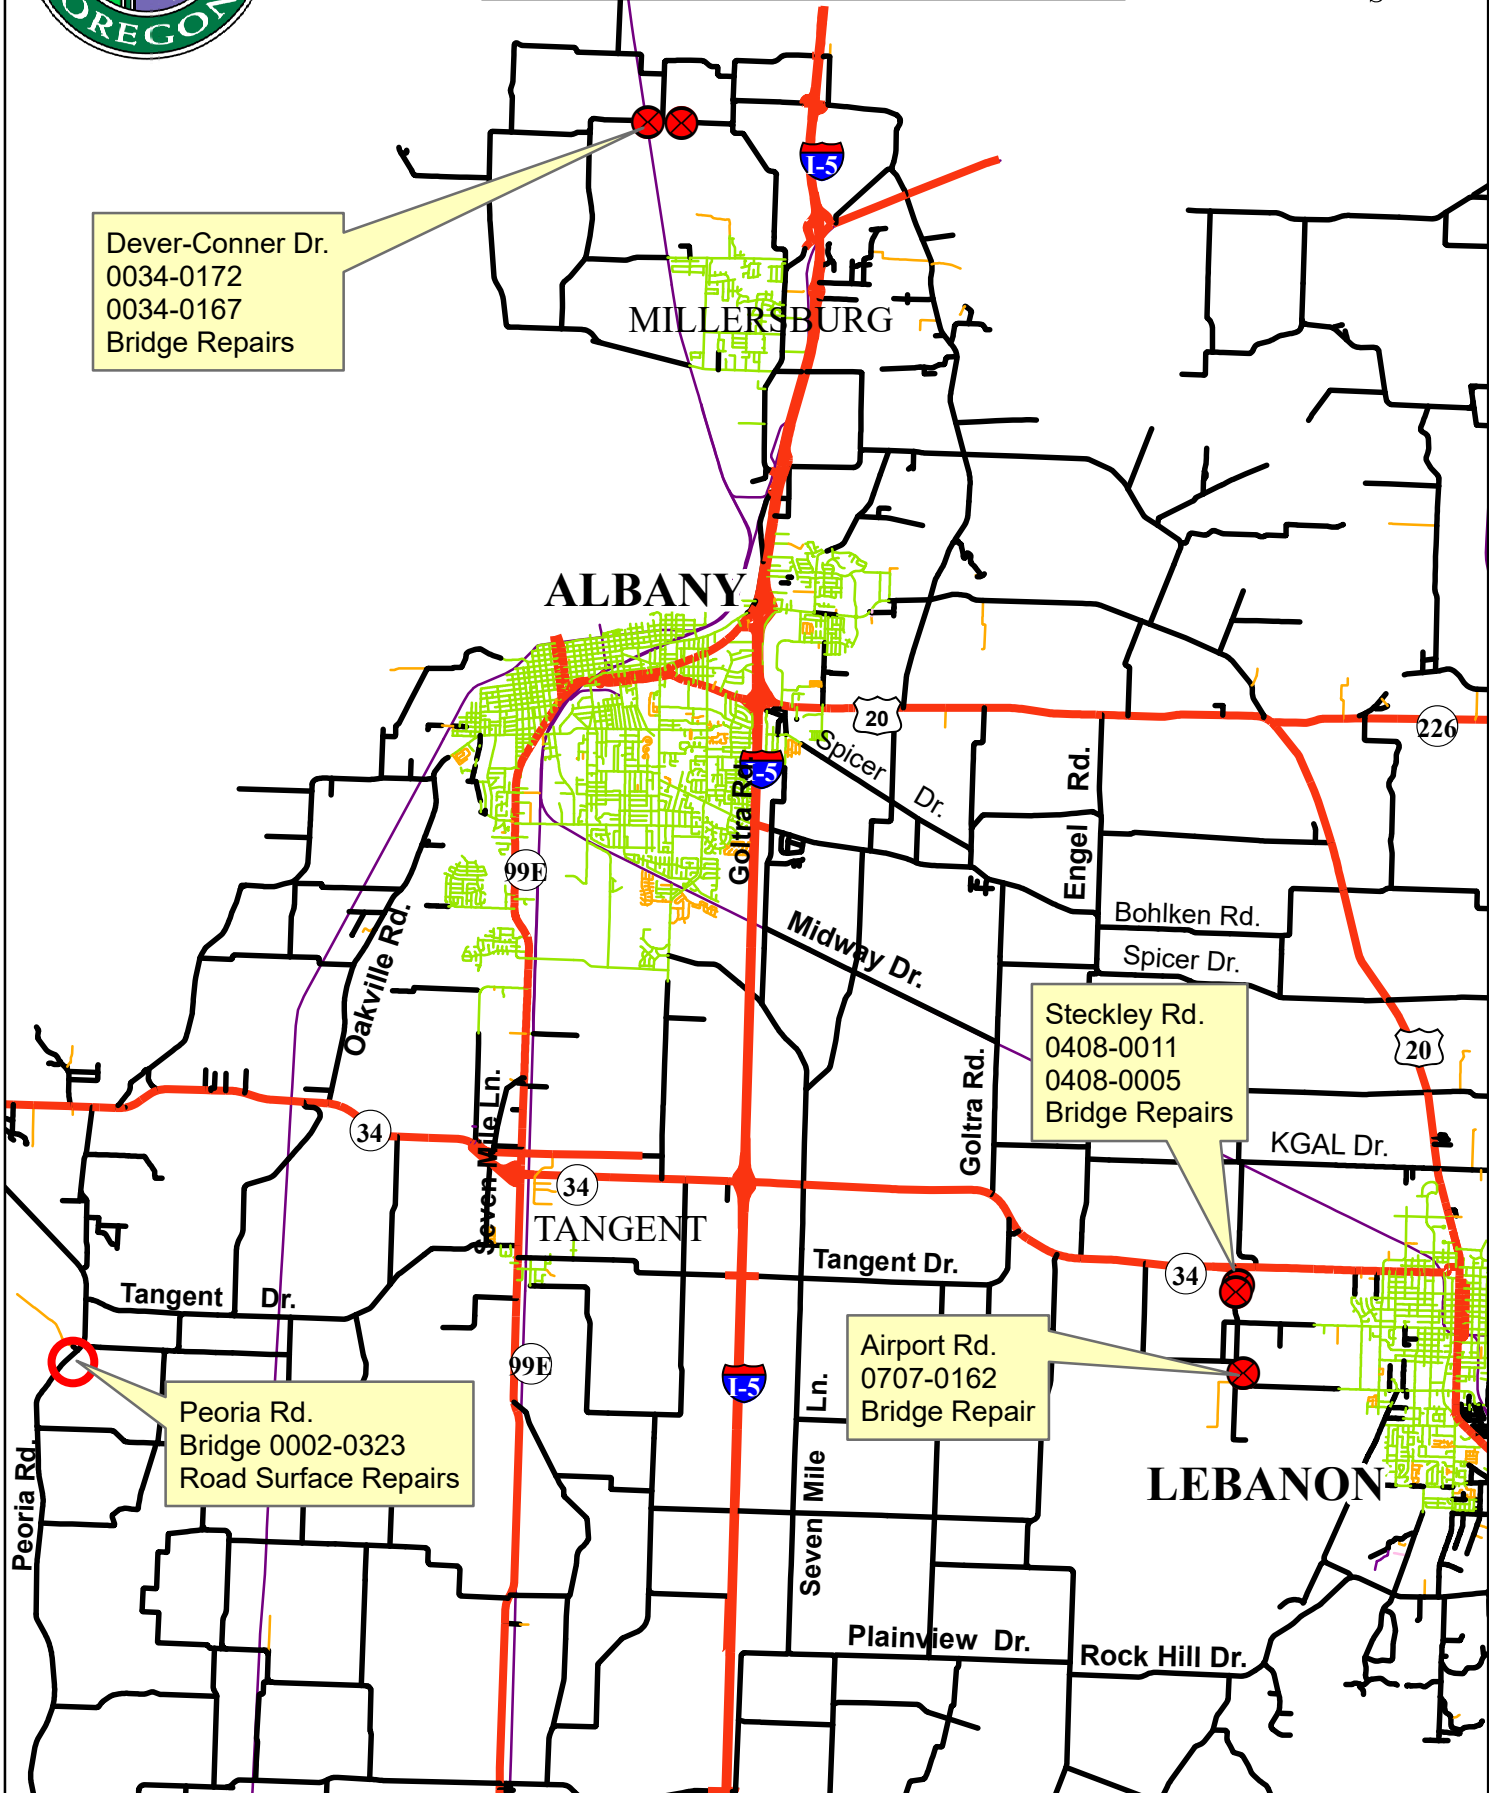 OREGON
I-5
Dever-Conner Dr.
0034-0172
0034-0167
Bridge Repairs
MILLERSBURG
ALBANY
20
226
Spicer
Dr.
I-5
Goltra Rd.
Engel Rd.
99E
Oakville Rd.
Midway Dr.
Bohlken Rd.
Spicer Dr.
Steckley Rd.
0408-0011
0408-0005
Bridge Repairs
20
Goltra Rd.
Seven Mile Ln.
34
KGAL Dr.
34
TANGENT
Tangent Dr.
34
Tangent Dr.
Airport Rd.
0707-0162
Bridge Repair
99E
I-5
Peoria Rd.
Bridge 0002-0323
Road Surface Repairs
Peoria Rd.
Seven Mile Ln.
LEBANON
Plainview Dr.
Rock Hill Dr.